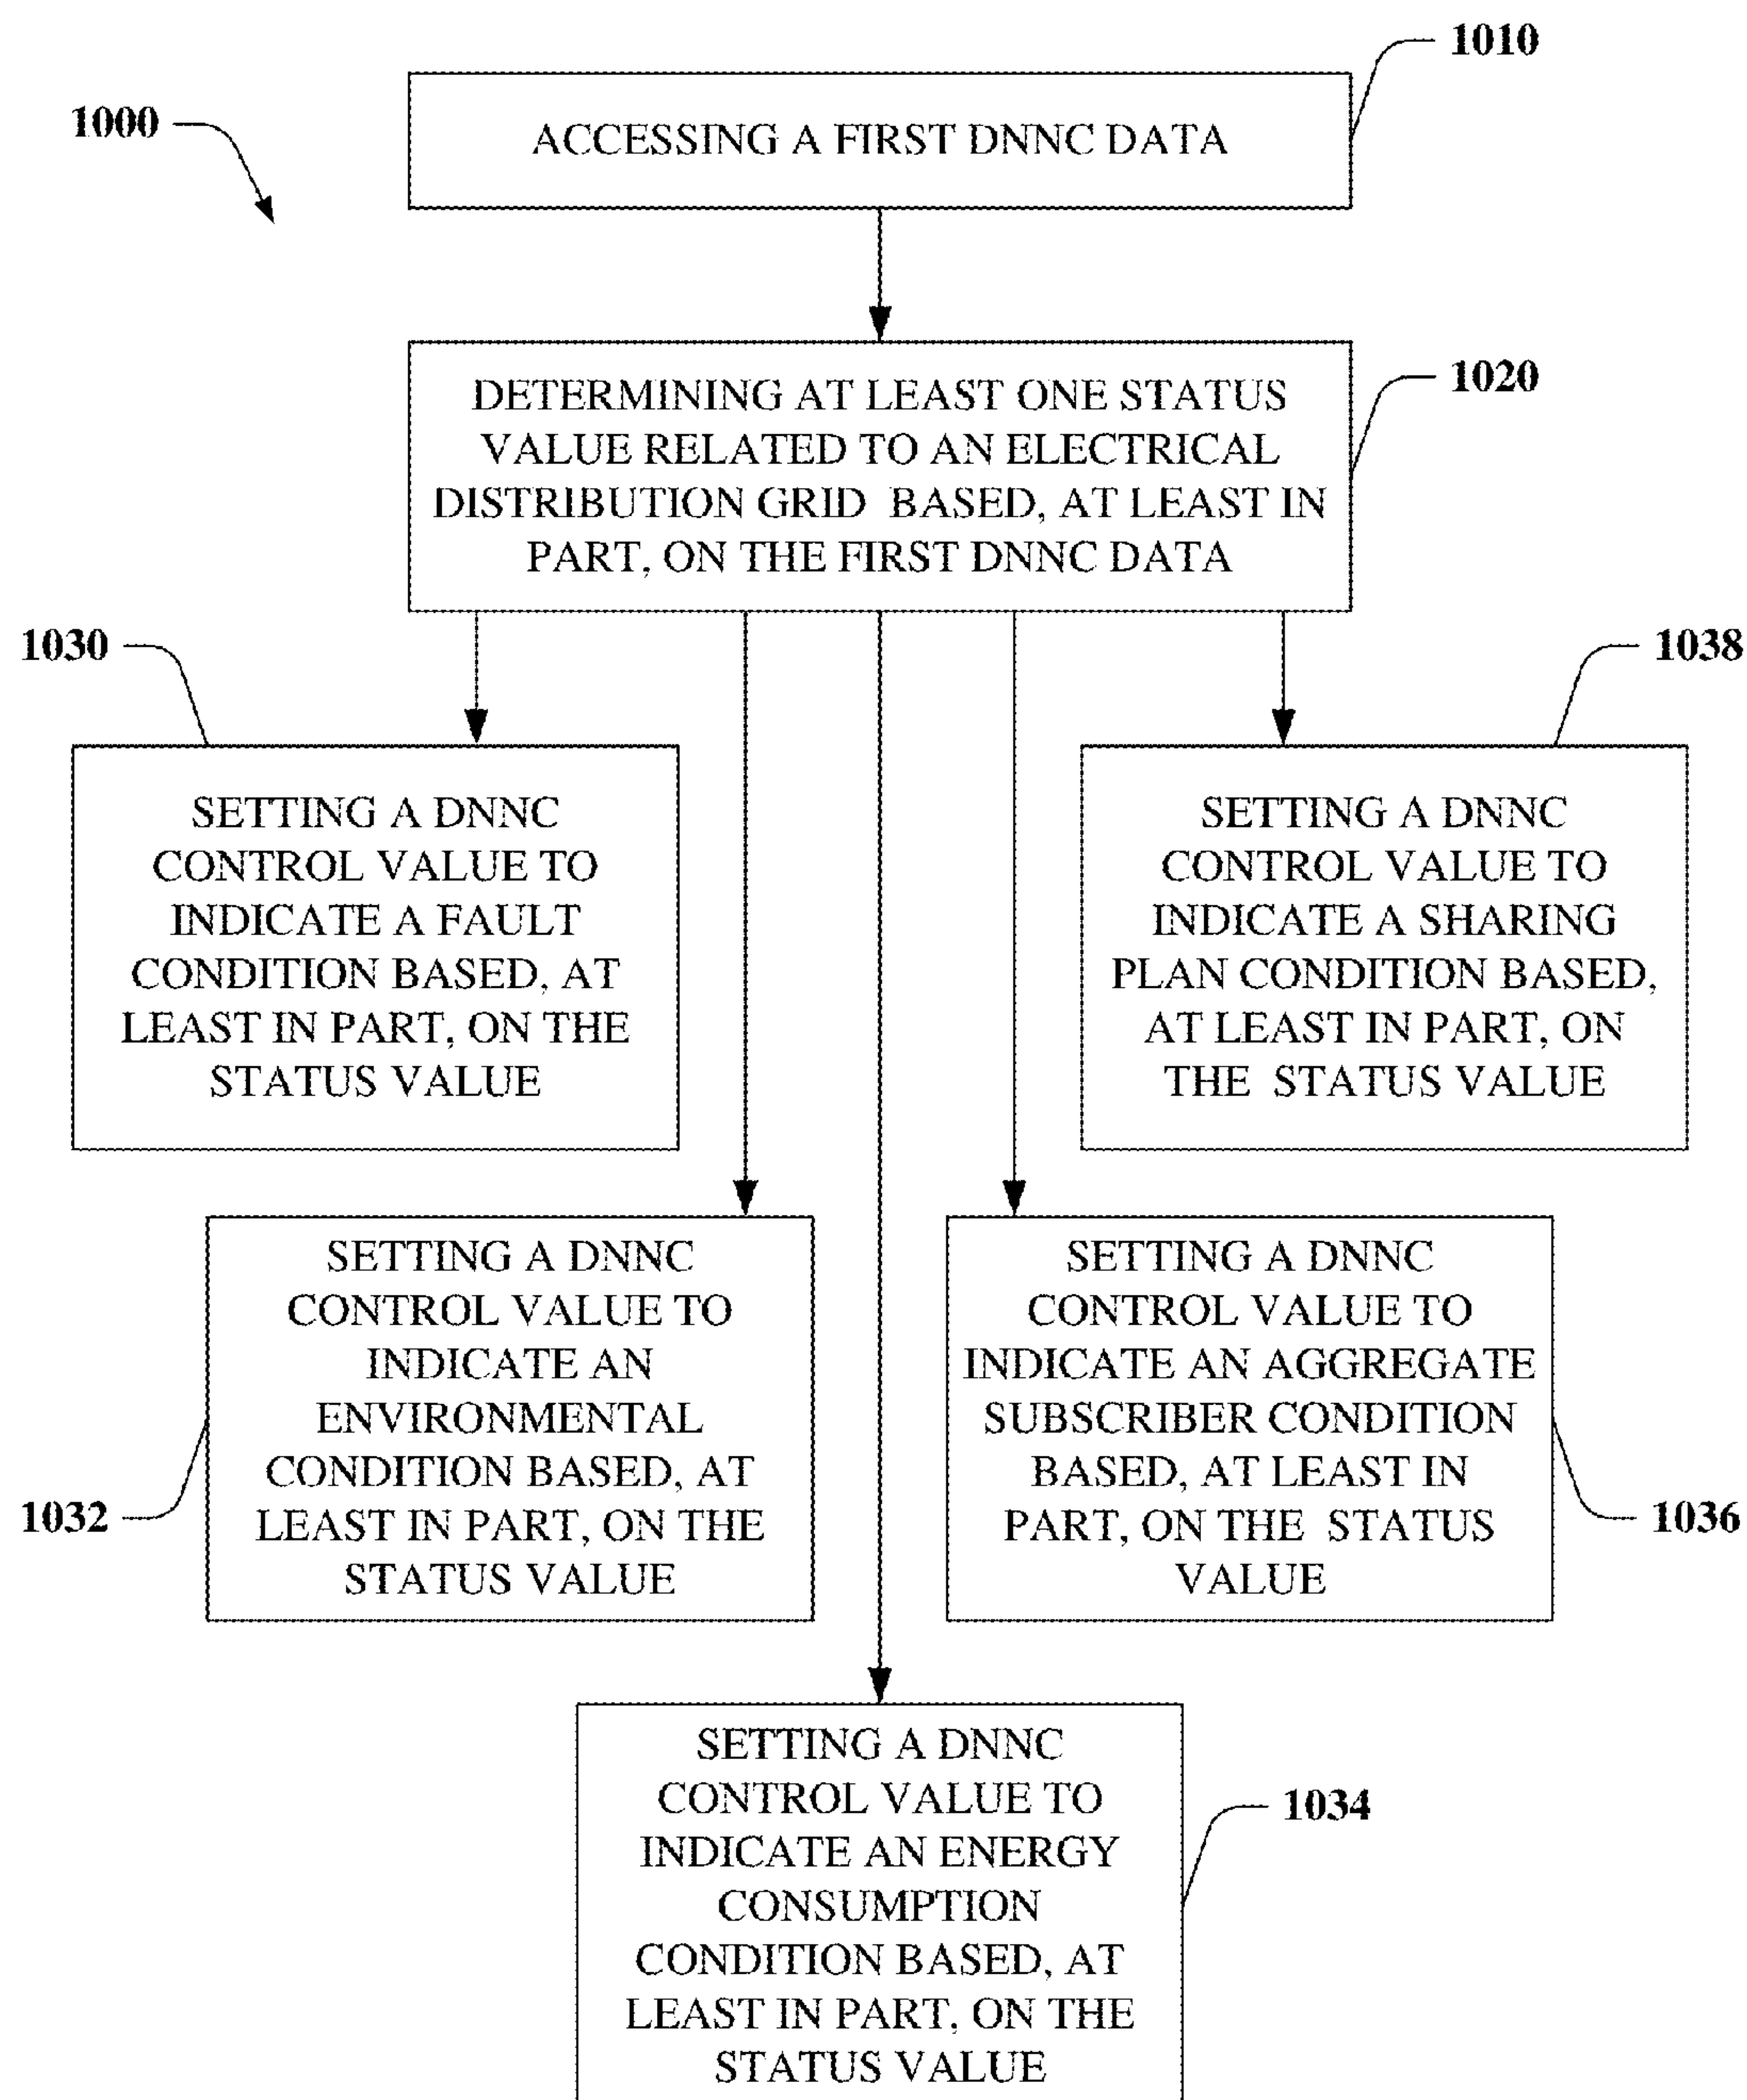 1010
1000
ACCESSING A FIRST DNNC DATA
1020
DETERMINING AT LEAST ONE STATUS
VALUE RELATED TO AN ELECTRICAL
DISTRIBUTION GRID BASED, AT LEAST IN
PART, ON THE FIRST DNNC DATA
1030
SETTING A DNNC
CONTROL VALUE TO
INDICATE A FAULT
CONDITION BASED, AT
LEAST IN PART, ON THE
STATUS VALUE
1038
SETTING A DNNC
CONTROL VALUE TO
INDICATE A SHARING
PLAN CONDITION BASED,
AT LEAST IN PART, ON
THE STATUS VALUE
1032
SETTING A DNNC
CONTROL VALUE TO
INDICATE AN
ENVIRONMENTAL
CONDITION BASED, AT
LEAST IN PART, ON THE
STATUS VALUE
SETTING A DNNC
CONTROL VALUE TO
INDICATE AN AGGREGATE
SUBSCRIBER CONDITION
BASED, AT LEAST IN
PART, ON THE STATUS
VALUE
1036
SETTING A DNNC
CONTROL VALUE TO
INDICATE AN ENERGY
CONSUMPTION
CONDITION BASED, AT
LEAST IN PART, ON THE
STATUS VALUE
1034